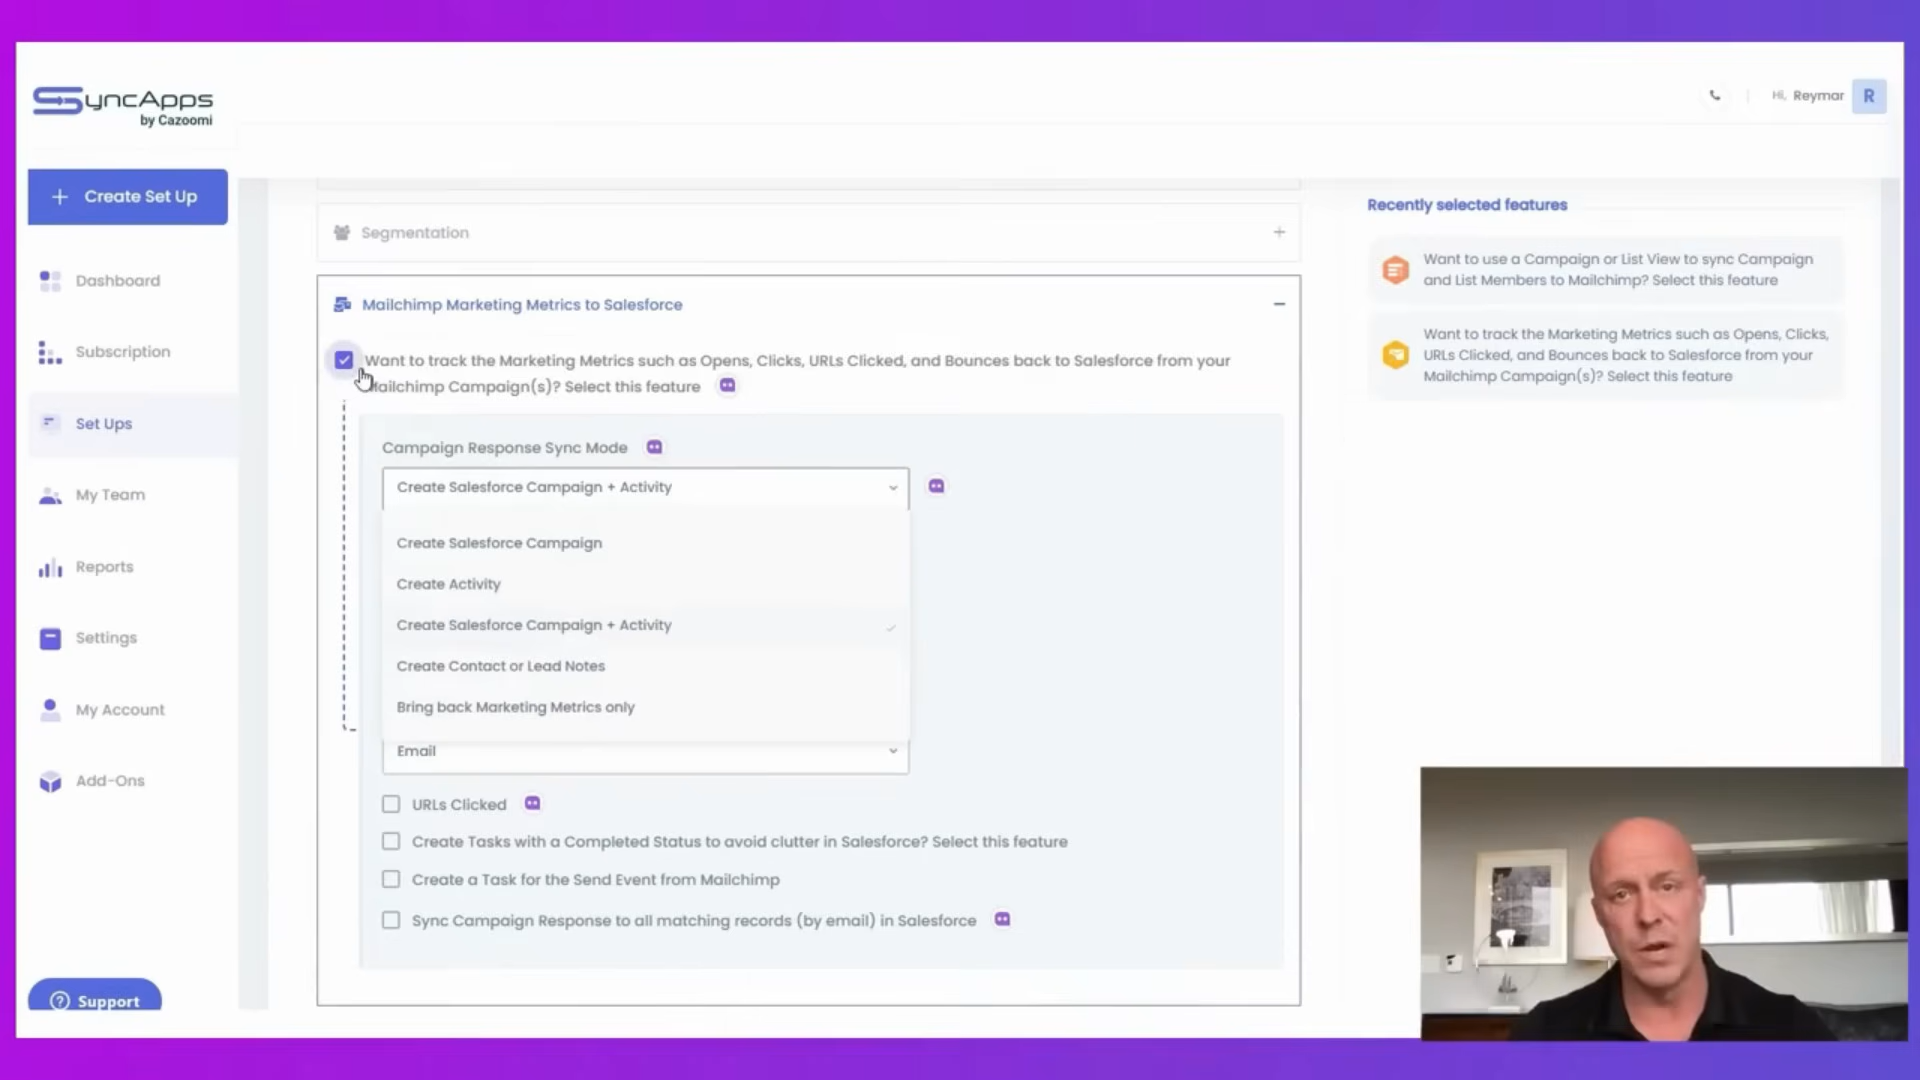 SyncApps
by Cazoomi
Hi, Reymar
R
+ Create Set Up
Dashboard
Subscription
Set Ups
My Team
Reports
Settings
My Account
Add-Ons
Support
Segmentation
Mailchimp Marketing Metrics to Salesforce
Want to track the Marketing Metrics such as Opens, Clicks, URLs Clicked, and Bounces back to Salesforce from your
Mailchimp Campaign(s)? Select this feature
Campaign Response Sync Mode
Create Salesforce Campaign + Activity
Create Salesforce Campaign
Create Activity
Create Salesforce Campaign + Activity
Create Contact or Lead Notes
Bring back Marketing Metrics only
Email
URLs Clicked
Create Tasks with a Completed Status to avoid clutter in Salesforce? Select this feature
Create a Task for the Send Event from Mailchimp
Sync Campaign Response to all matching records (by email) in Salesforce
Recently selected features
Want to use a Campaign or List View to sync Campaign
and List Members to Mailchimp? Select this feature
Want to track the Marketing Metrics such as Opens, Clicks,
URLs Clicked, and Bounces back to Salesforce from your
Mailchimp Campaign(s)? Select this feature